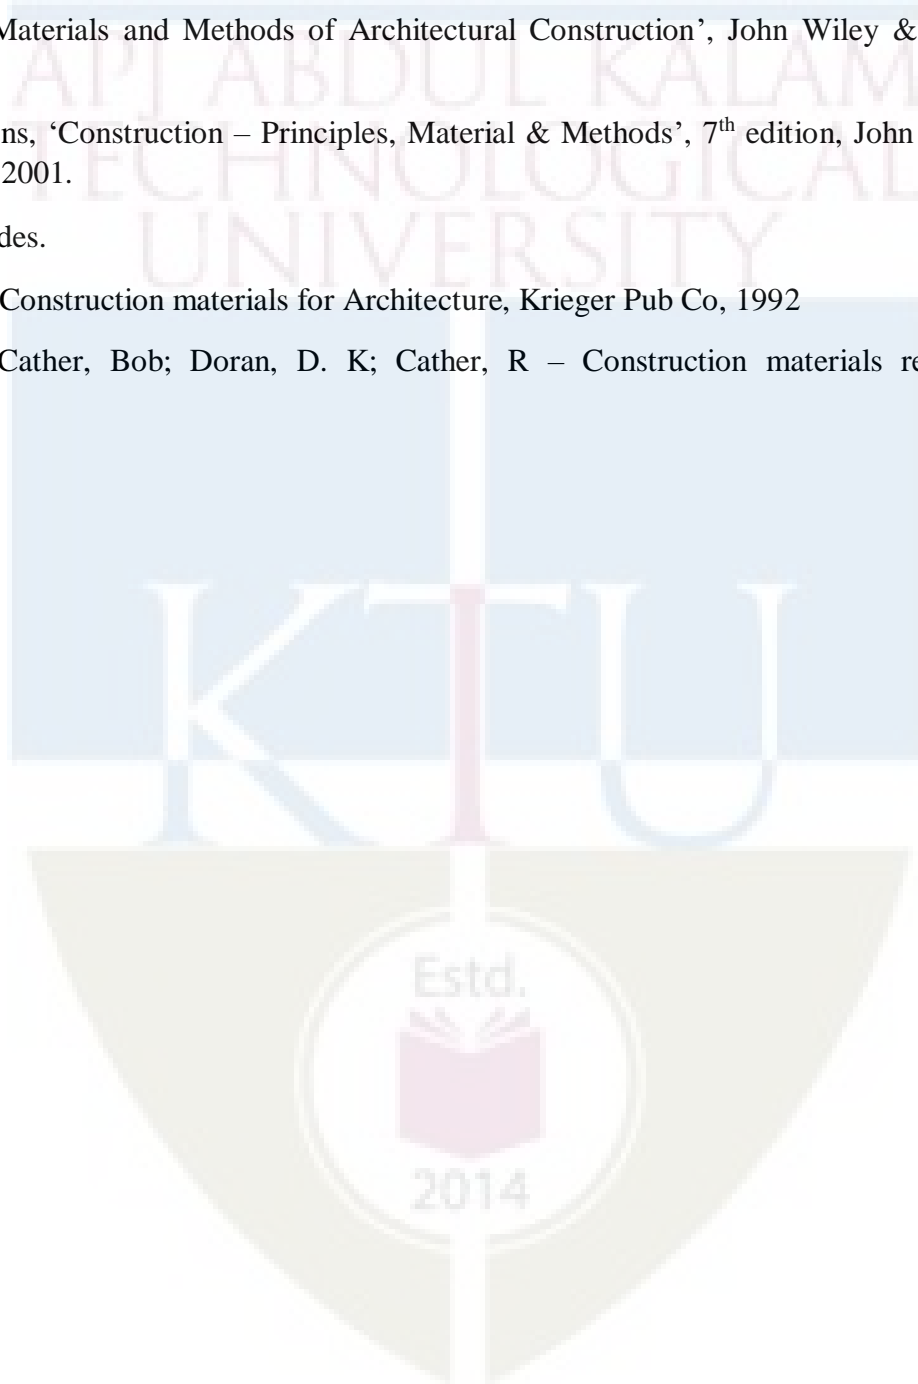 Materials and Methods of Architectural Construction’, John Wiley &
APJ ABDUL KALAM
ns, ‘Construction – Principles, Material & Methods’, 7th edition, John
TECHNOLOGICAL
2001.
UNIVERSITY
des.
Construction materials for Architecture, Krieger Pub Co, 1992
Cather, Bob; Doran, D. K; Cather, R – Construction materials re
KTU
Estd.
2014